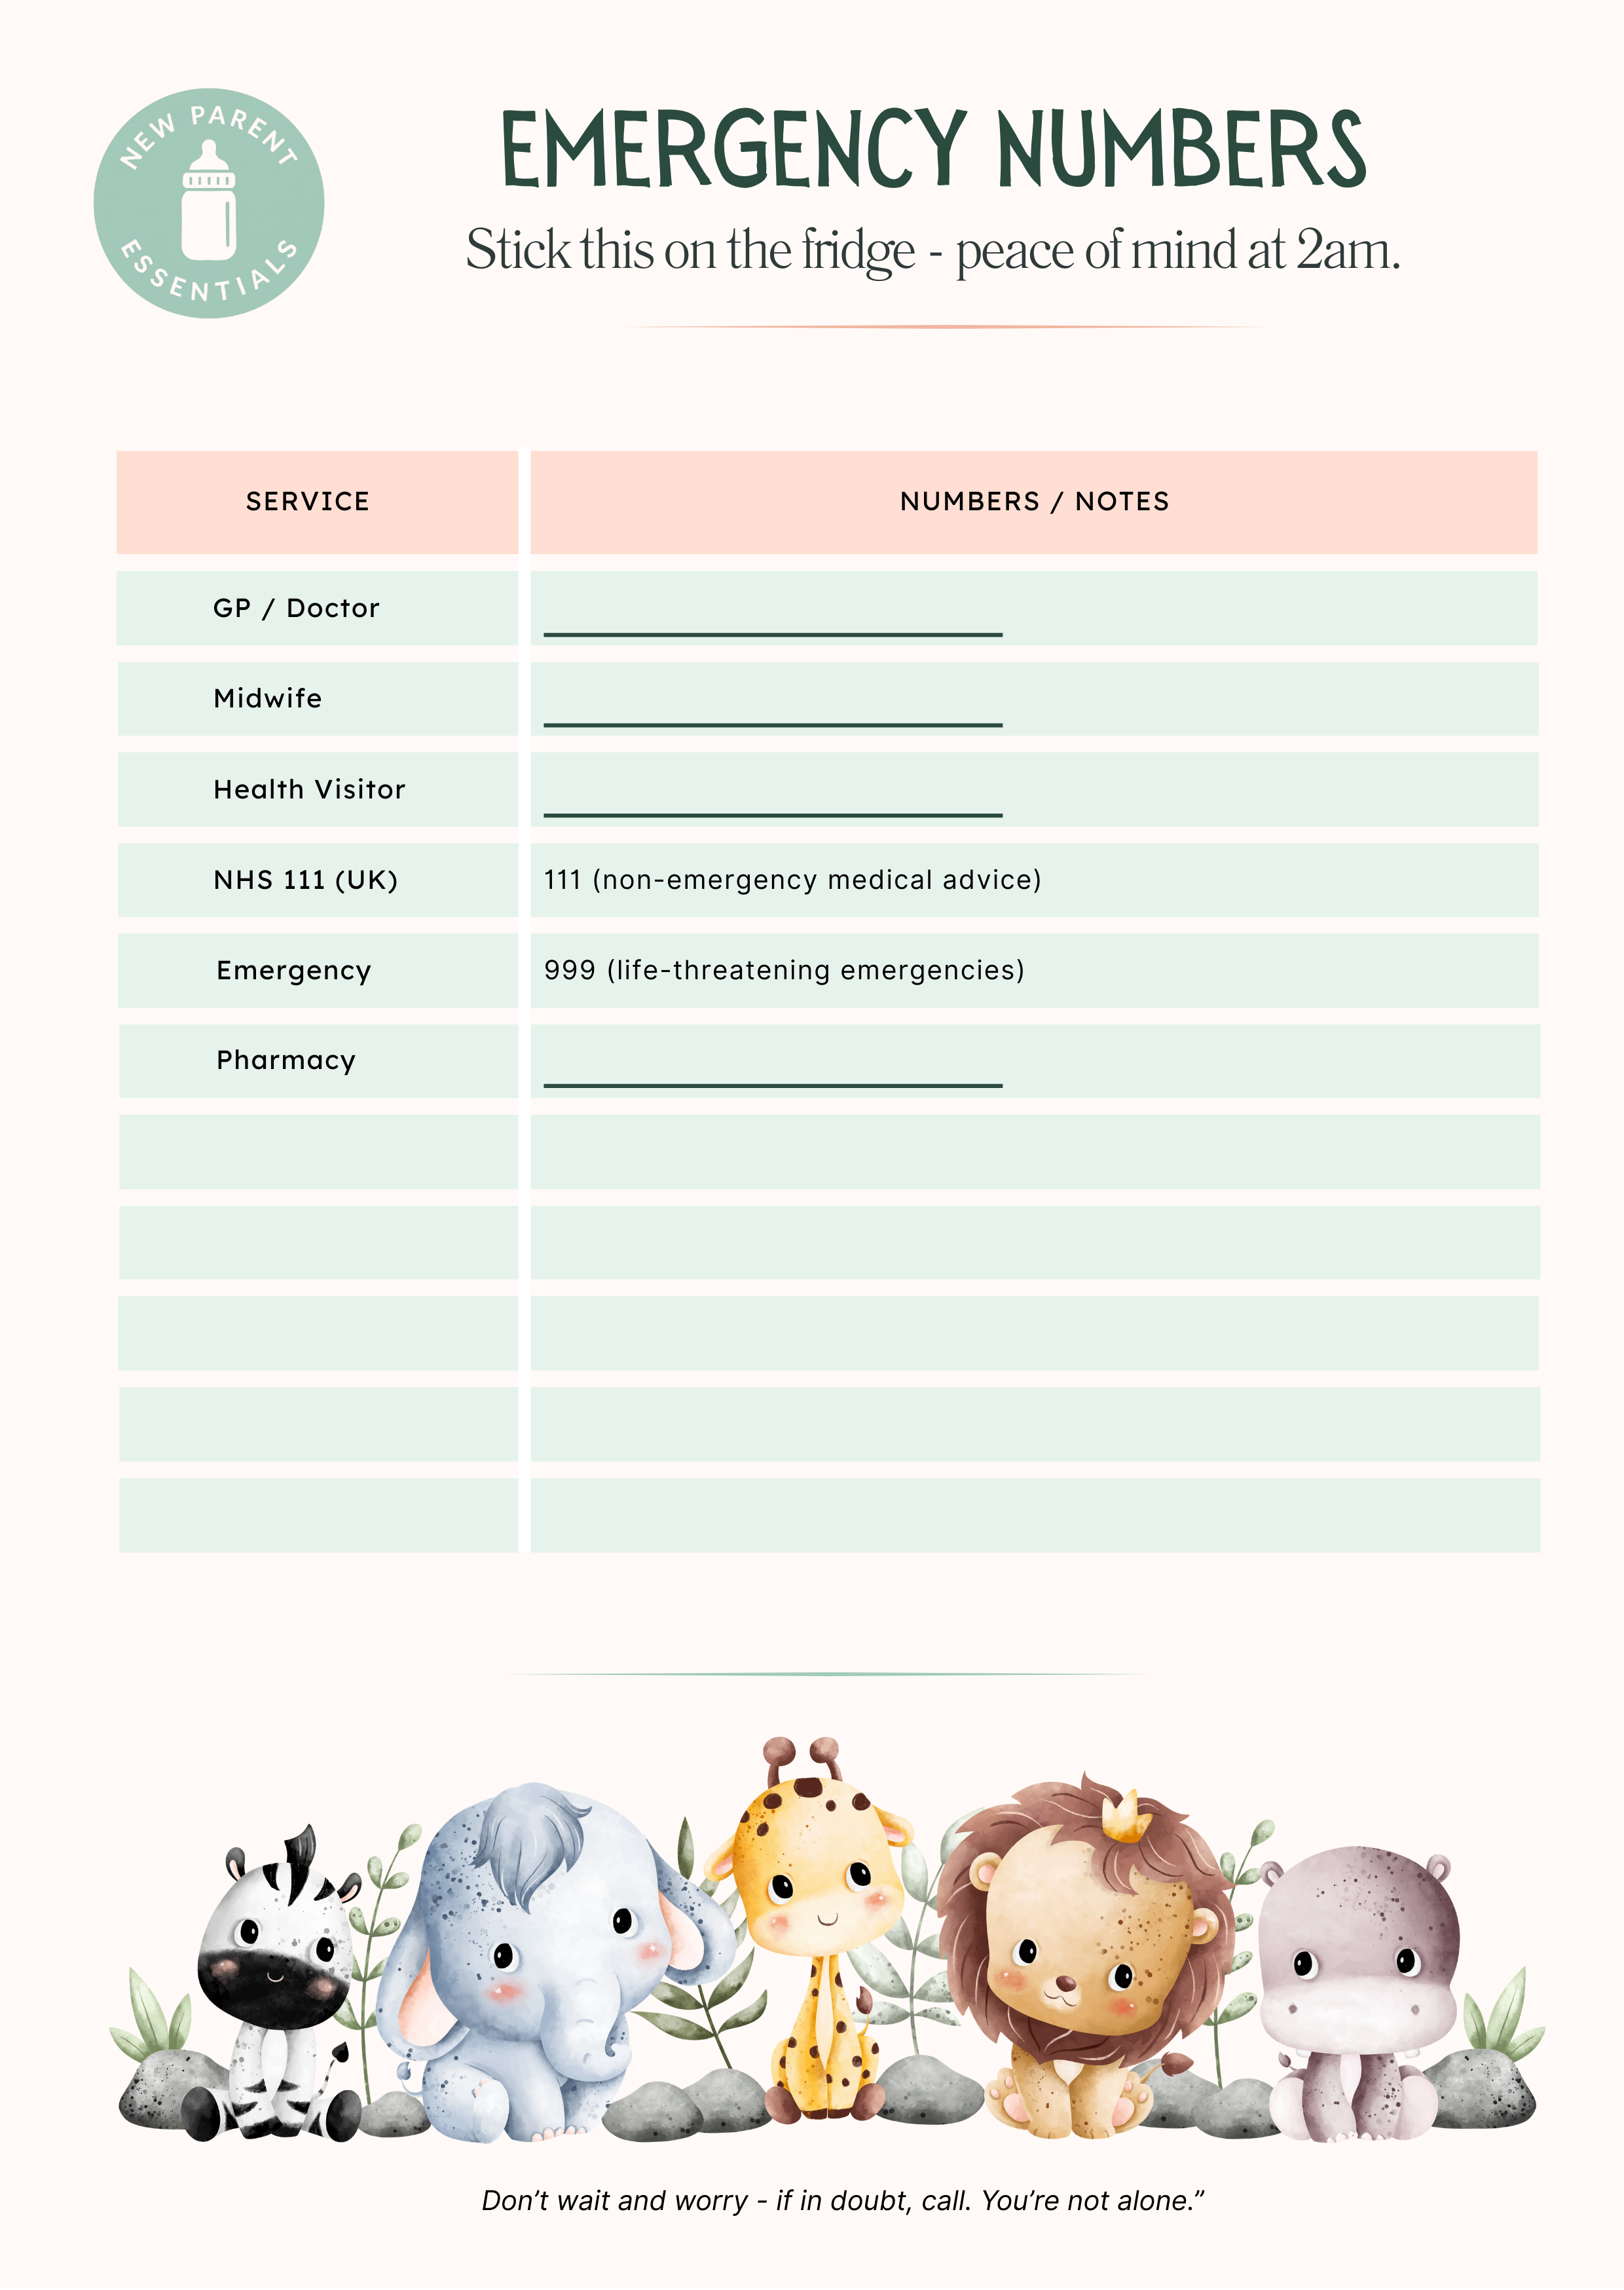 NEW PARENT
ESSENTIALS
EMERGENCY NUMBERS
Stick this on the fridge - peace of mind at 2am.
SERVICE NUMBERS / NOTES
GP / Doctor
Midwife
Health Visitor
NHS 111 (UK) 111 (non-emergency medical advice)
Emergency 999 (life-threatening emergencies)
Pharmacy
Don’t wait and worry - if in doubt, call. You’re not alone.”